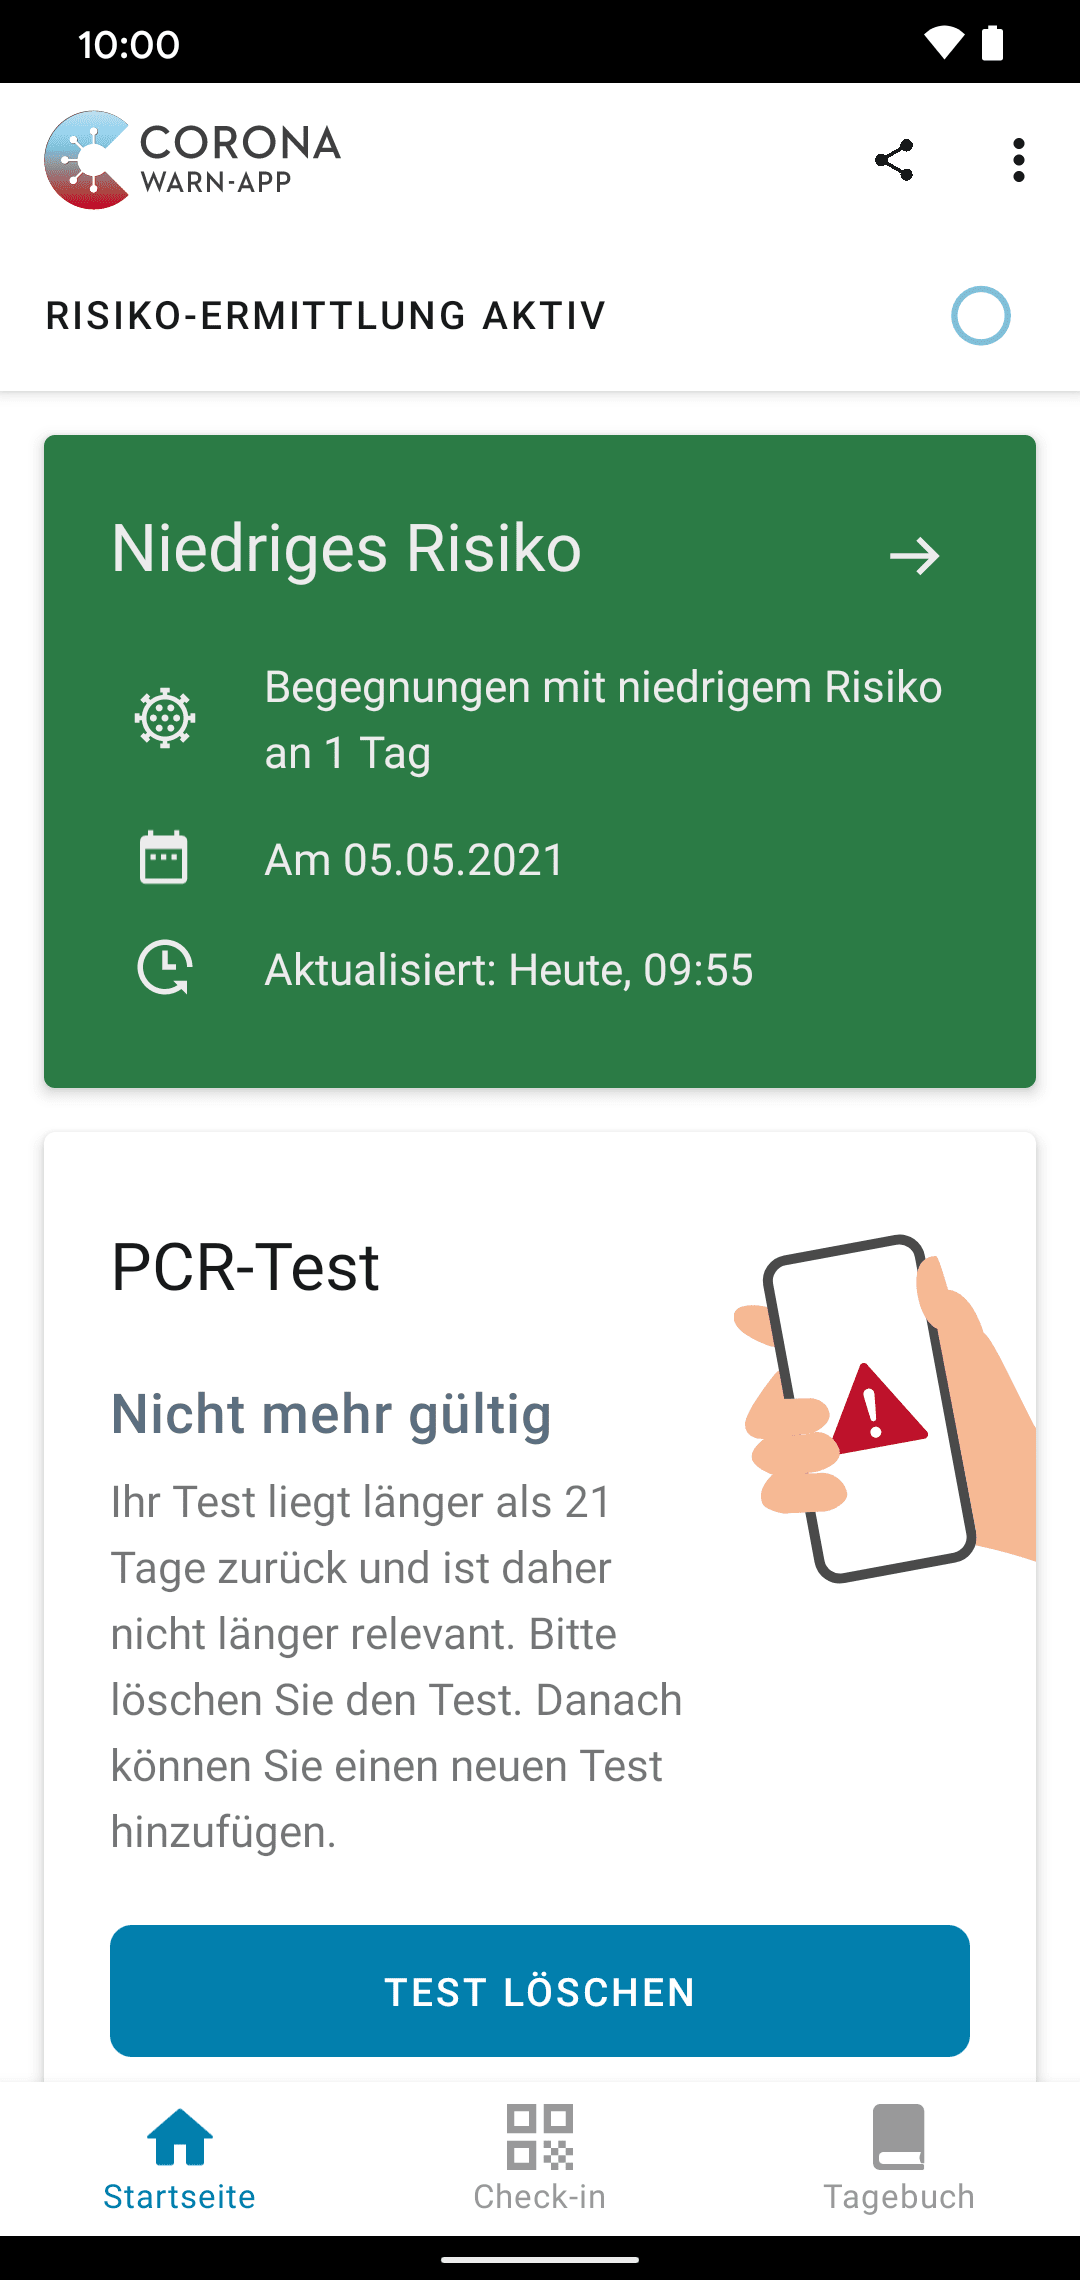 10:00
CORONA
WARN-APP
RISIKO-ERMITTLUNG AKTIV
Niedriges Risiko
Begegnungen mit niedrigem Risiko
an 1 Tag
Am 05.05.2021
Aktualisiert: Heute, 09:55
PCR-Test
Nicht mehr gültig
Ihr Test liegt länger als 21
Tage zurück und ist daher
nicht länger relevant. Bitte
löschen Sie den Test. Danach
können Sie einen neuen Test
hinzufügen.
TEST LÖSCHEN
Startseite
Check-in
Tagebuch